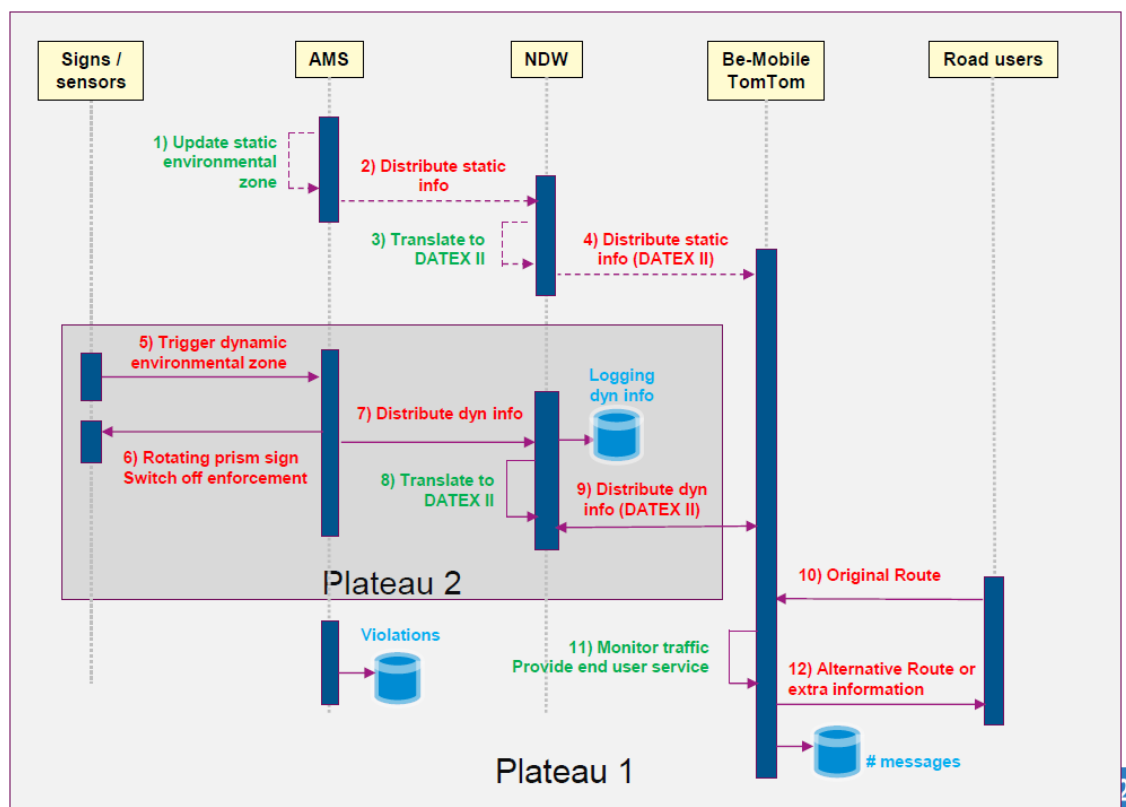 Signs /
sensors
AMS
NDW
Be-Mobile
TomTom
Road users
1) Update static
environmental
zone
2) Distribute static
info
3) Translate to
DATEX II
4) Distribute static
info (DATEX II)
5) Trigger dynamic
environmental zone
Logging
dyn info
7) Distribute dyn info
6) Rotating prism sign
Switch off enforcement
8) Translate to
DATEX II
9) Distribute dyn
info (DATEX II)
Plateau 2
10) Original Route
Violations
11) Monitor traffic
Provide end user service
12) Alternative Route or
extra information
# messages
Plateau 1